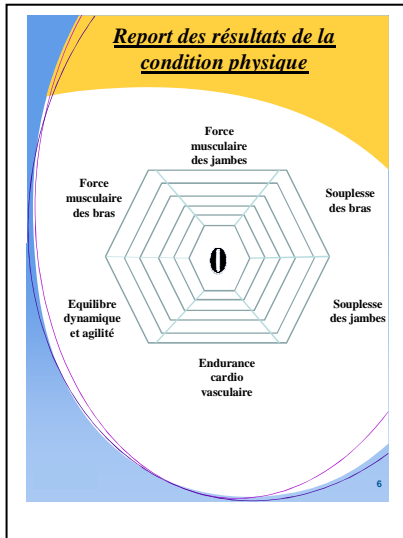 Report des résultats de la
condition physique
Force
musculaire
des jambes
Force
musculaire
des bras
Souplesse
des bras
0
Equilibre
dynamique
et agilité
Souplesse
des jambes
Endurance
cardio
vasculaire
6